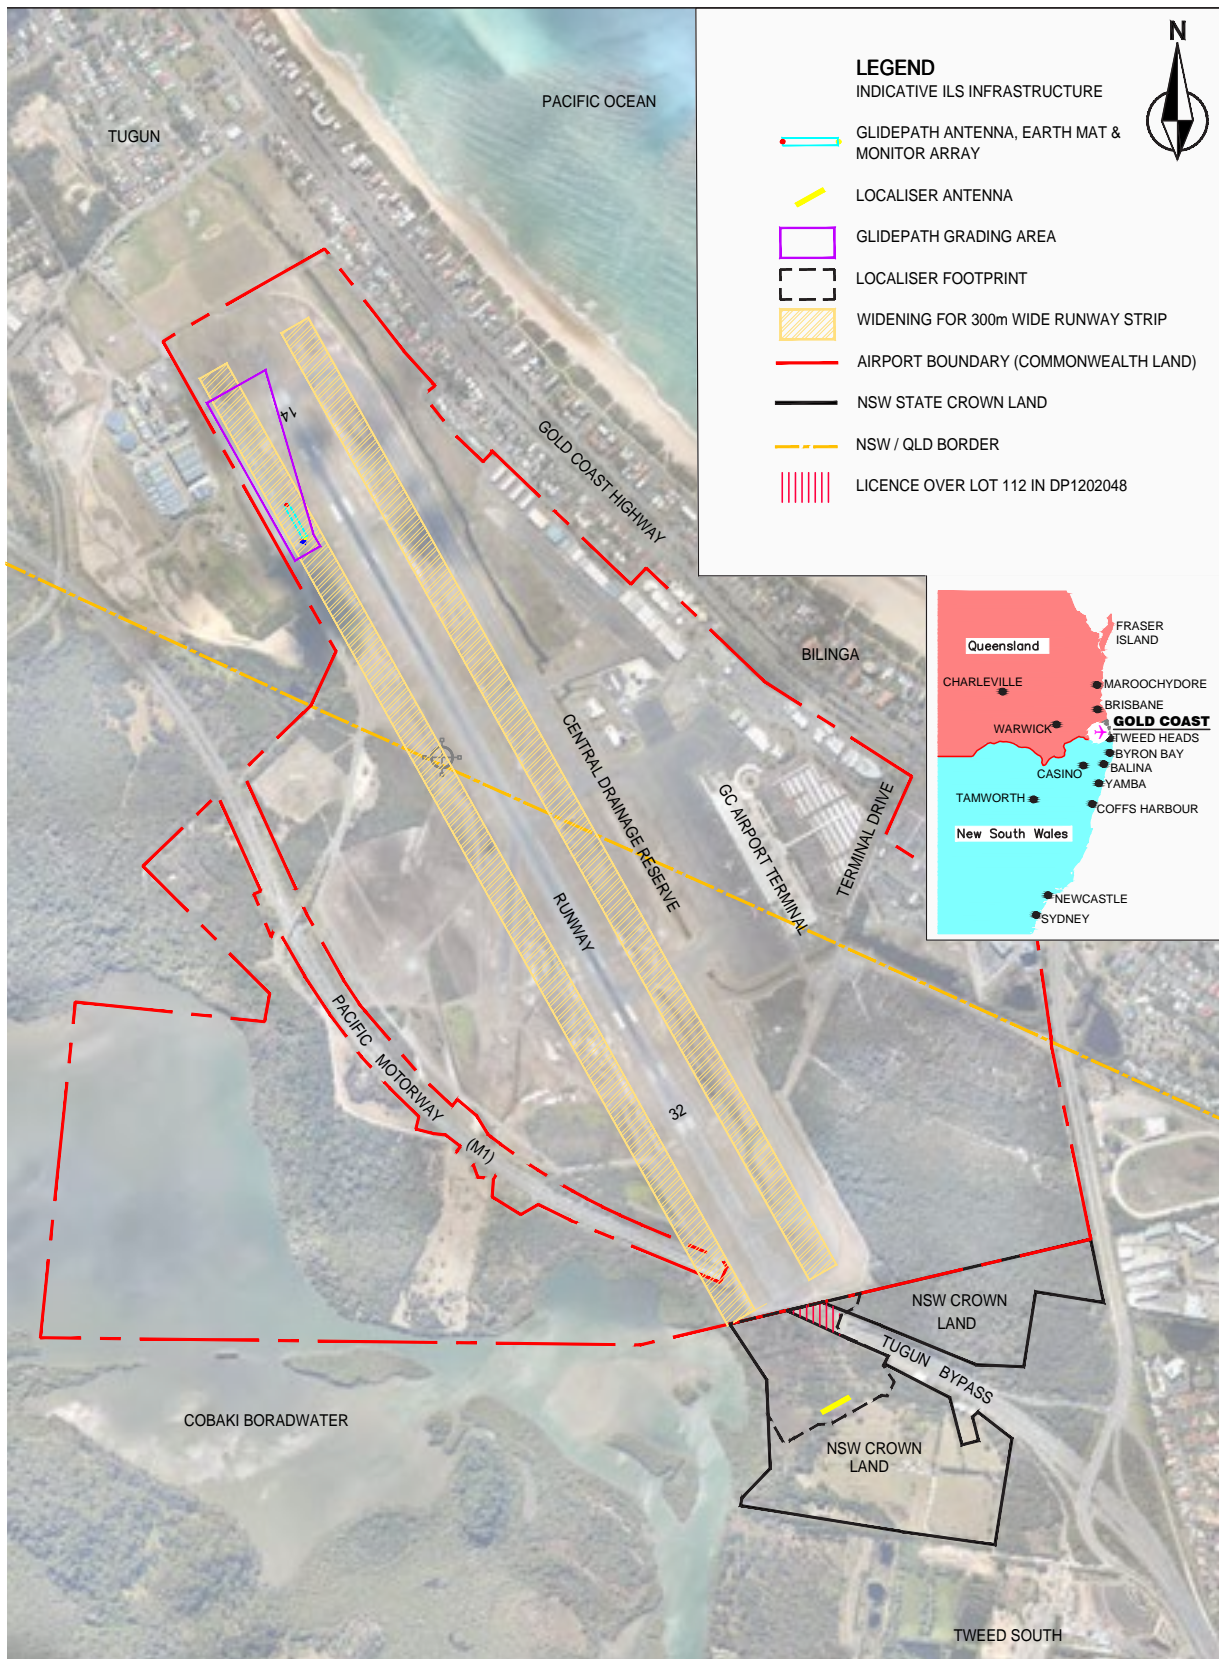 PACIFIC OCEAN
TUGUN
N
LEGEND
INDICATIVE ILS INFRASTRUCTURE
GLIDEPATH ANTENNA, EARTH MAT &
MONITOR ARRAY
LOCALISER ANTENNA
GLIDEPATH GRADING AREA
LOCALISER FOOTPRINT
WIDENING FOR 300m WIDE RUNWAY STRIP
AIRPORT BOUNDARY (COMMONWEALTH LAND)
NSW STATE CROWN LAND
NSW / QLD BORDER
LICENCE OVER LOT 112 IN DP1202048
14
GOLD COAST HIGHWAY
BILINGA
CENTRAL DRAINAGE RESERVE
GC AIRPORT TERMINAL
TERMINAL DRIVE
RUNWAY
PACIFIC MOTORWAY
(M1)
32
NSW CROWN
LAND
TUGUN BYPASS
COBAKI BORADWATER
NSW CROWN
LAND
TWEED SOUTH
FRASER
ISLAND
Queensland
CHARLEVILLE
MAROOCHYDORE
BRISBANE
GOLD COAST
WARWICK
TWEED HEADS
BYRON BAY
BALINA
CASINO
YAMBA
TAMWORTH
COFFS HARBOUR
New South Wales
NEWCASTLE
SYDNEY